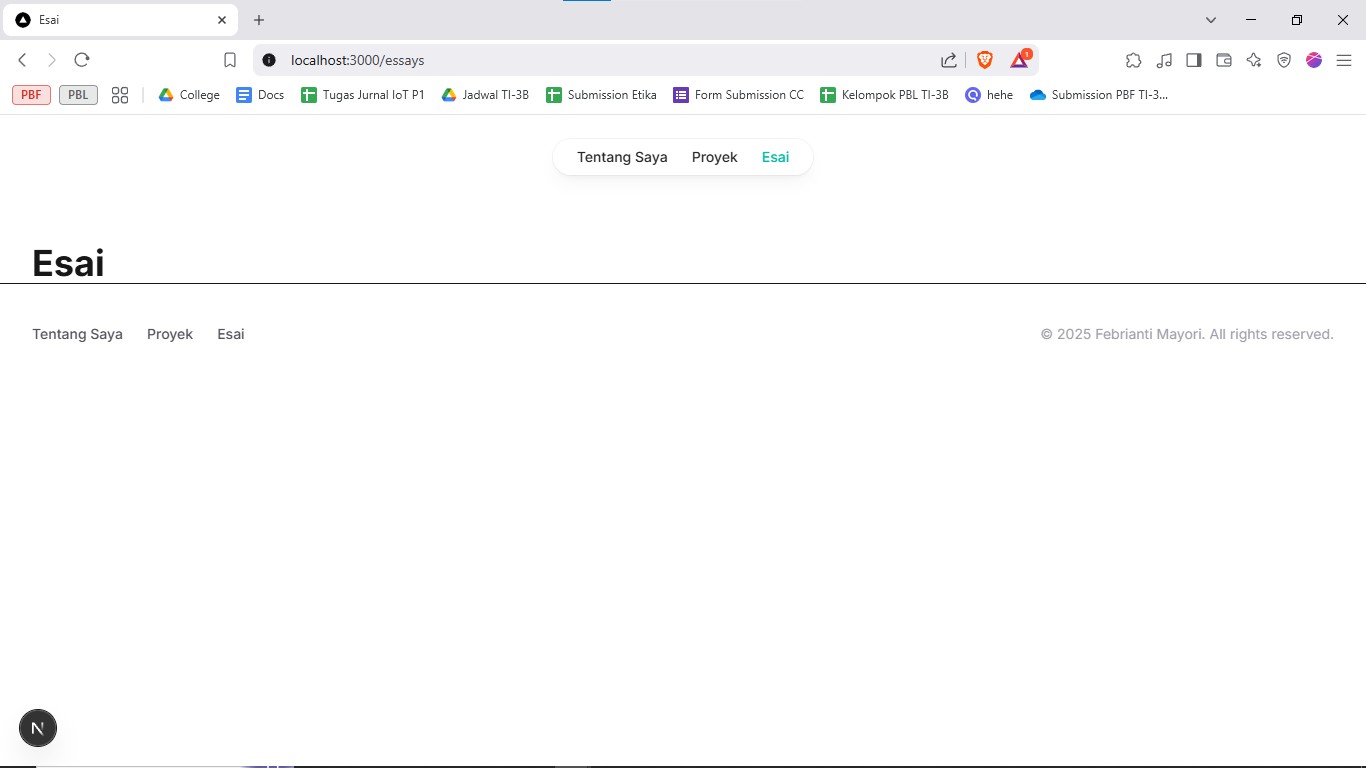 Esai
localhost:3000/essays
1
PBF PBL College Docs Tugas Jurnal IoT P1 Jadwal TI-3B Submission Etika Form Submission CC Kelompok PBL TI-3B hehe Submission PBF TI-3...
Tentang Saya Proyek Esai
Esai
Tentang Saya Proyek Esai © 2025 Febrianti Mayori. All rights reserved.
N